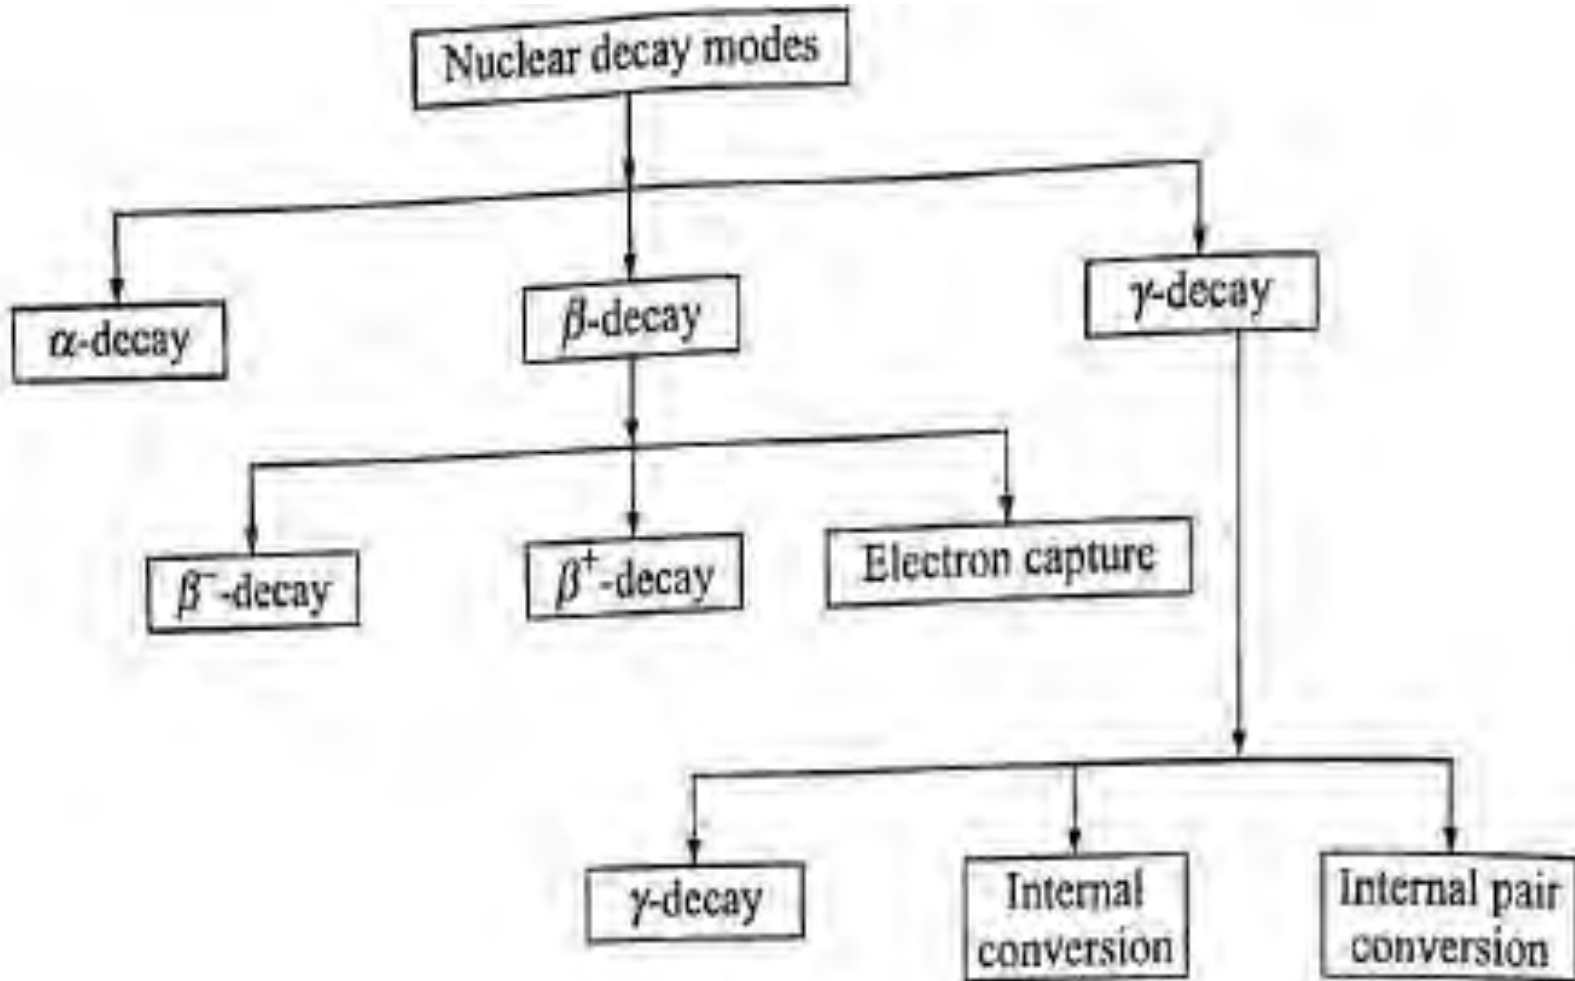 Nuclear decay modes
α-decay
β-decay
γ-decay
β⁻-decay
β⁺-decay
Electron capture
γ-decay
Internal
conversion
Internal pair
conversion